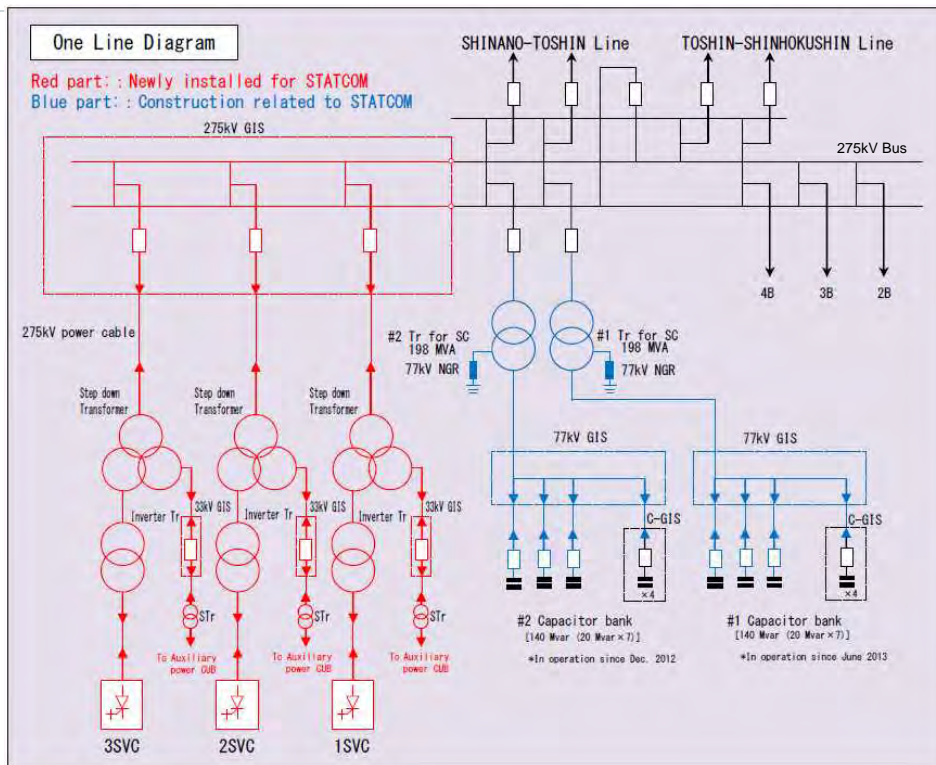 One Line Diagram
SHINANO-TOSHIN Line
TOSHIN-SHINHOKUSHIN Line
Red part: : Newly installed for STATCOM
Blue part: : Construction related to STATCOM
275kV GIS
275kV Bus
4B
3B
2B
275kV power cable
#2 Tr for SC
198 MVA
77kV NGR
#1 Tr for SC
198 MVA
77kV NGR
Step down
Transformer
Step down
Transformer
Step down
Transformer
77kV GIS
77kV GIS
33kV GIS
33kV GIS
33kV GIS
Inverter Tr
Inverter Tr
Inverter Tr
C-GIS
C-GIS
×4
×4
STr
STr
STr
#2 Capacitor bank
[140 Mvar (20 Mvar×7)]
*In operation since Dec. 2012
#1 Capacitor bank
[140 Mvar (20 Mvar×7)]
*In operation since June 2013
To Auxiliary
power CUB
To Auxiliary
power CUB
To Auxiliary
power CUB
3SVC
2SVC
1SVC